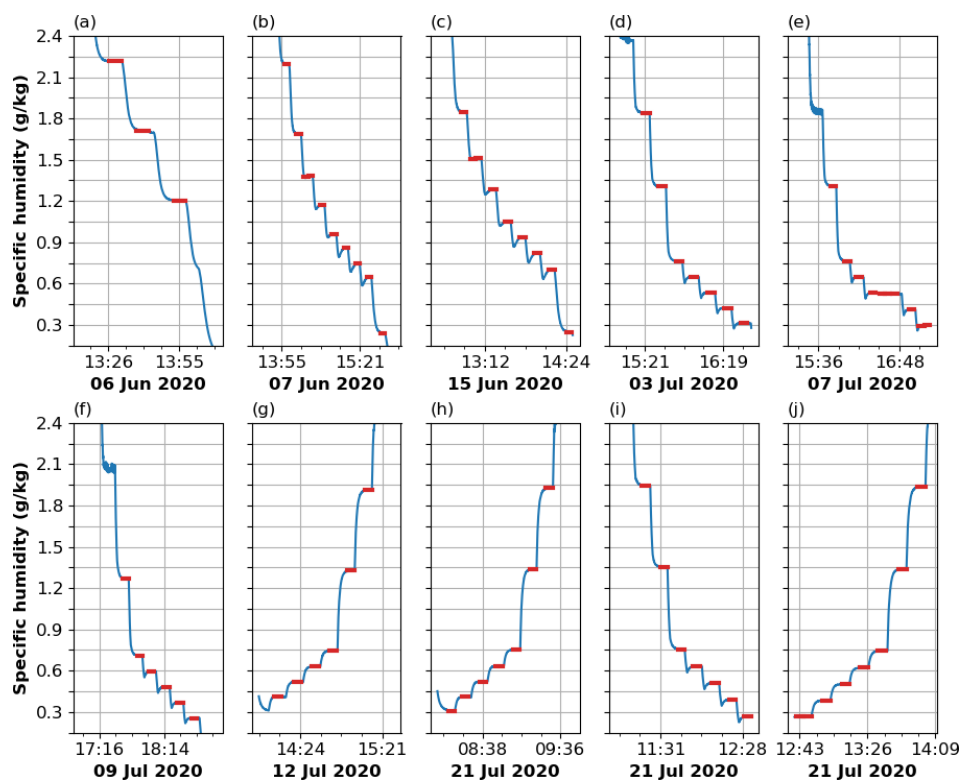 (a) (b) (c) (d) (e)
Specific humidity (g/kg)
2.4
2.1
1.8
1.5
1.2
0.9
0.6
0.3
13:26 13:55 13:55 15:21 13:12 14:24 15:21 16:19 15:36 16:48
06 Jun 2020 07 Jun 2020 15 Jun 2020 03 Jul 2020 07 Jul 2020
(f) (g) (h) (i) (j)
Specific humidity (g/kg)
2.4
2.1
1.8
1.5
1.2
0.9
0.6
0.3
17:16 18:14 14:24 15:21 08:38 09:36 11:31 12:28 12:43 13:26 14:09
09 Jul 2020 12 Jul 2020 21 Jul 2020 21 Jul 2020 21 Jul 2020